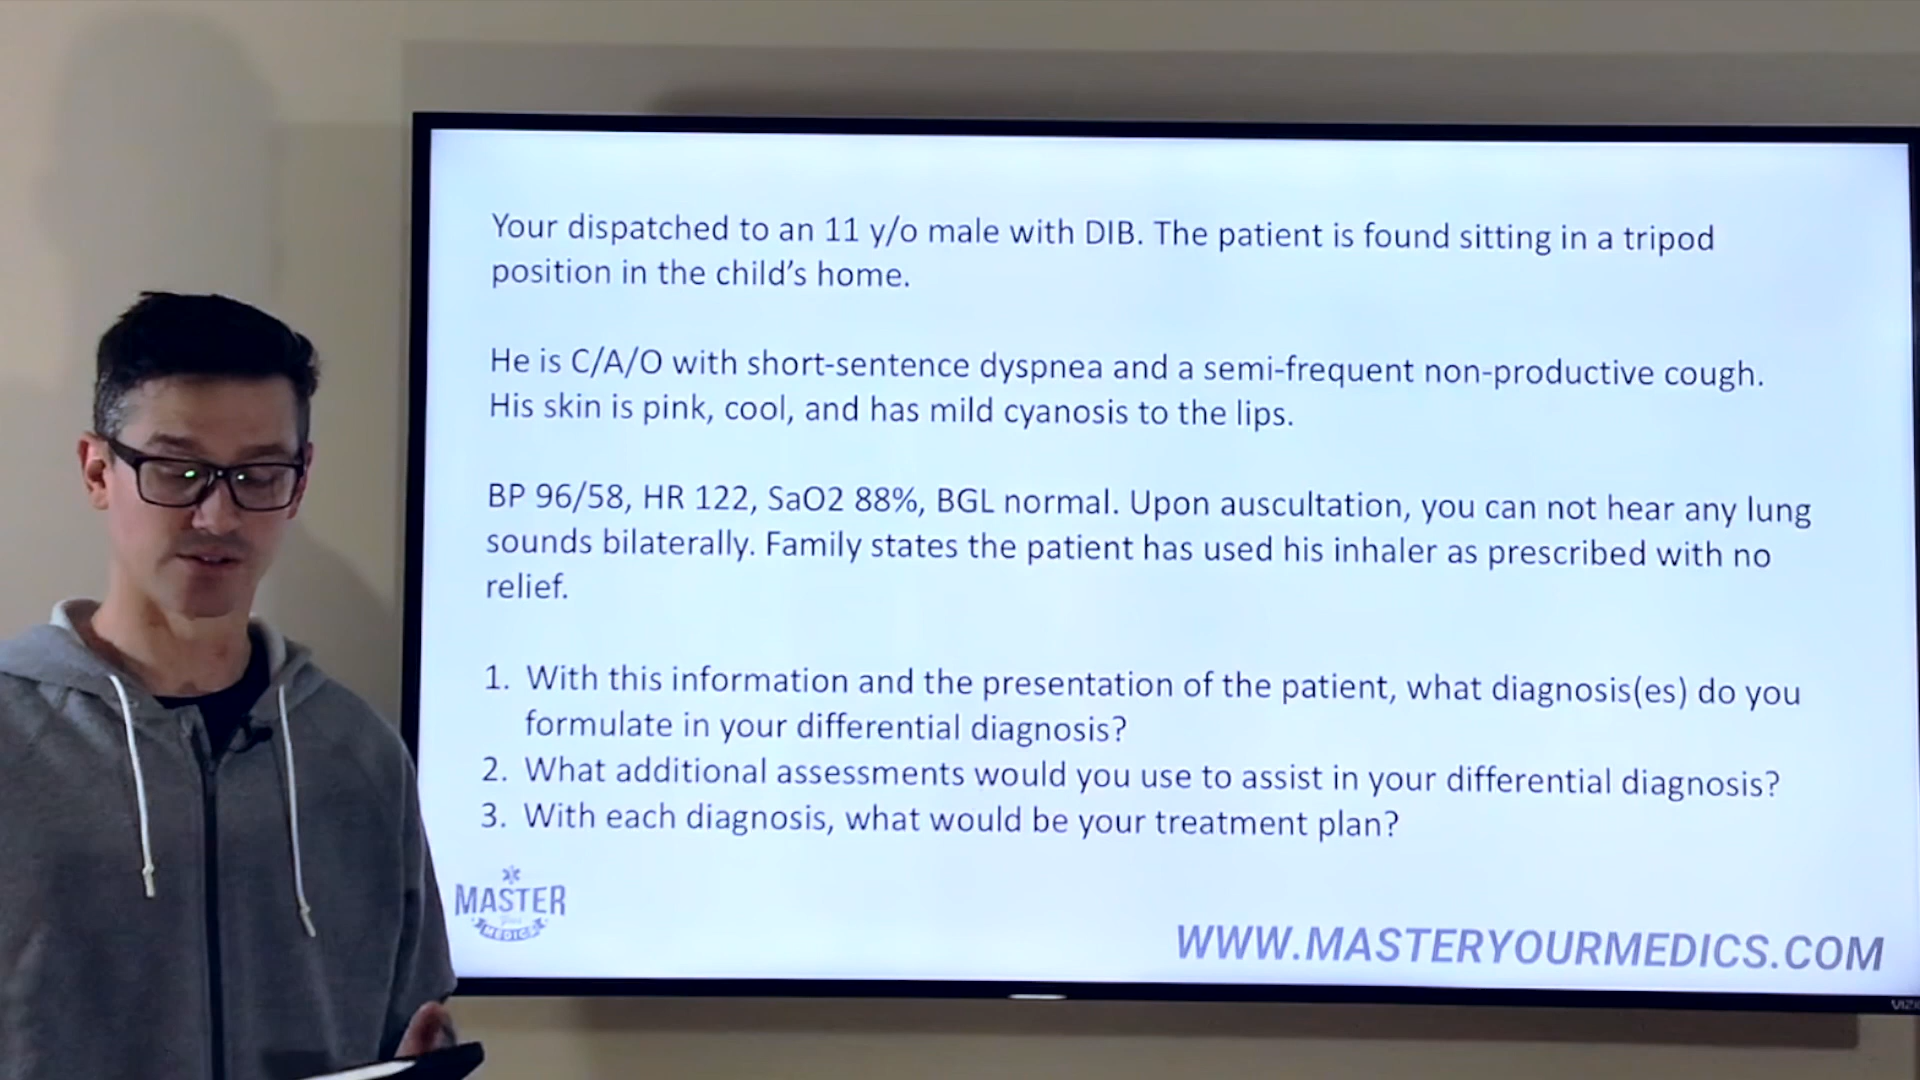 Your dispatched to an 11 y/o male with DIB. The patient is found sitting in a tripod
position in the child's home.
He is C/A/O with short-sentence dyspnea and a semi-frequent non-productive cough.
His skin is pink, cool, and has mild cyanosis to the lips.
BP 96/58, HR 122, SaO2 88%, BGL normal. Upon auscultation, you can not hear any lung
sounds bilaterally. Family states the patient has used his inhaler as prescribed with no
relief.
1. With this information and the presentation of the patient, what diagnosis(es) do you
formulate in your differential diagnosis?
2. What additional assessments would you use to assist in your differential diagnosis?
3. With each diagnosis, what would be your treatment plan?
MASTER
Your
MEDICS
WWW.MASTERYOURMEDICS.COM